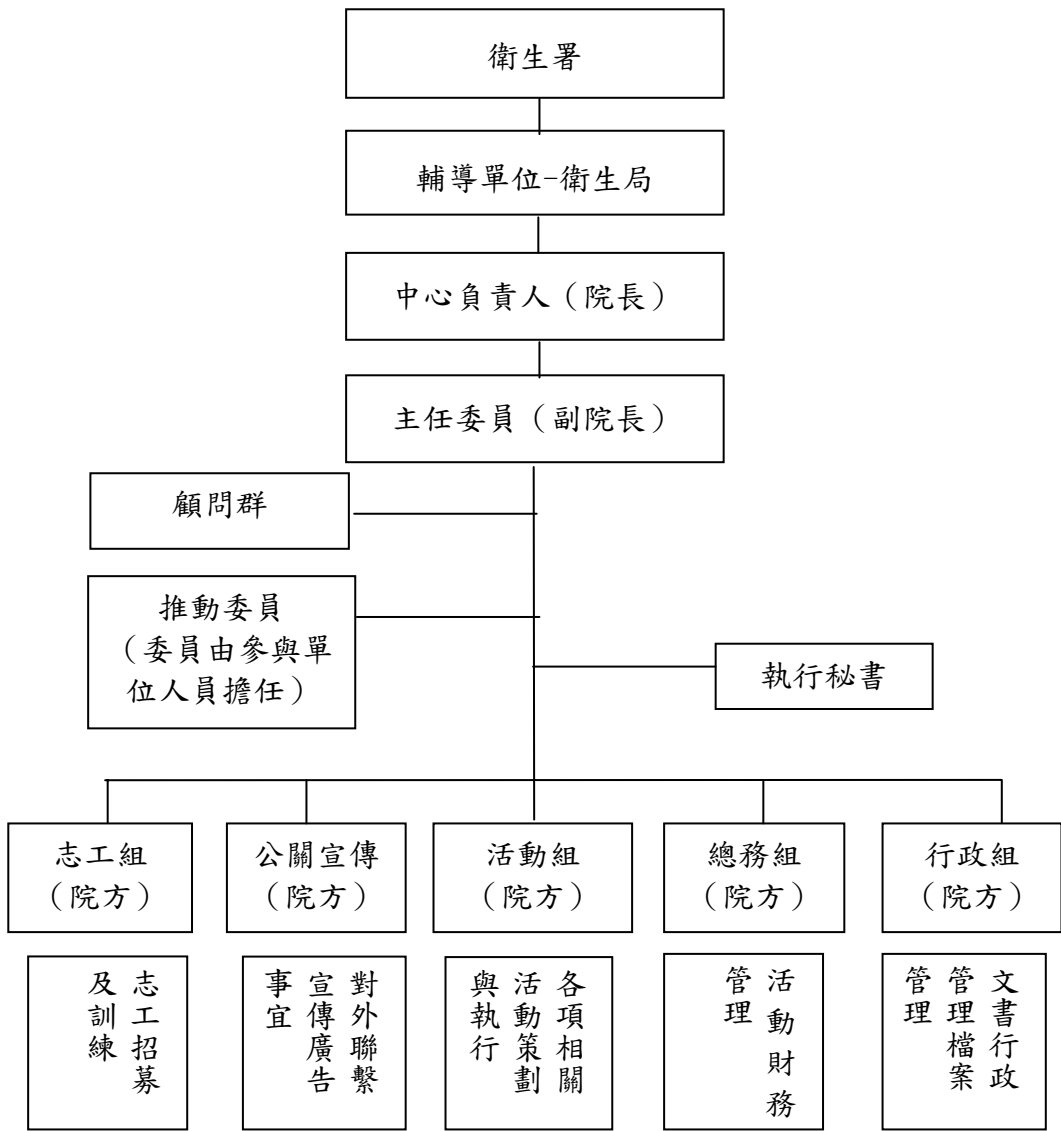 衛生署
輔導單位-衛生局
中心負責人（院長）
主任委員（副院長）
顧問群
推動委員
（委員由參與單
位人員擔任）
執行秘書
志工組
（院方）
公關宣傳
（院方）
活動組
（院方）
總務組
（院方）
行政組
（院方）
志工招募
及訓練
對外聯繫
宣傳廣告
事宜
各項相關
活動策劃
與執行
活動財務
管理
文書行政
管理檔案
管理